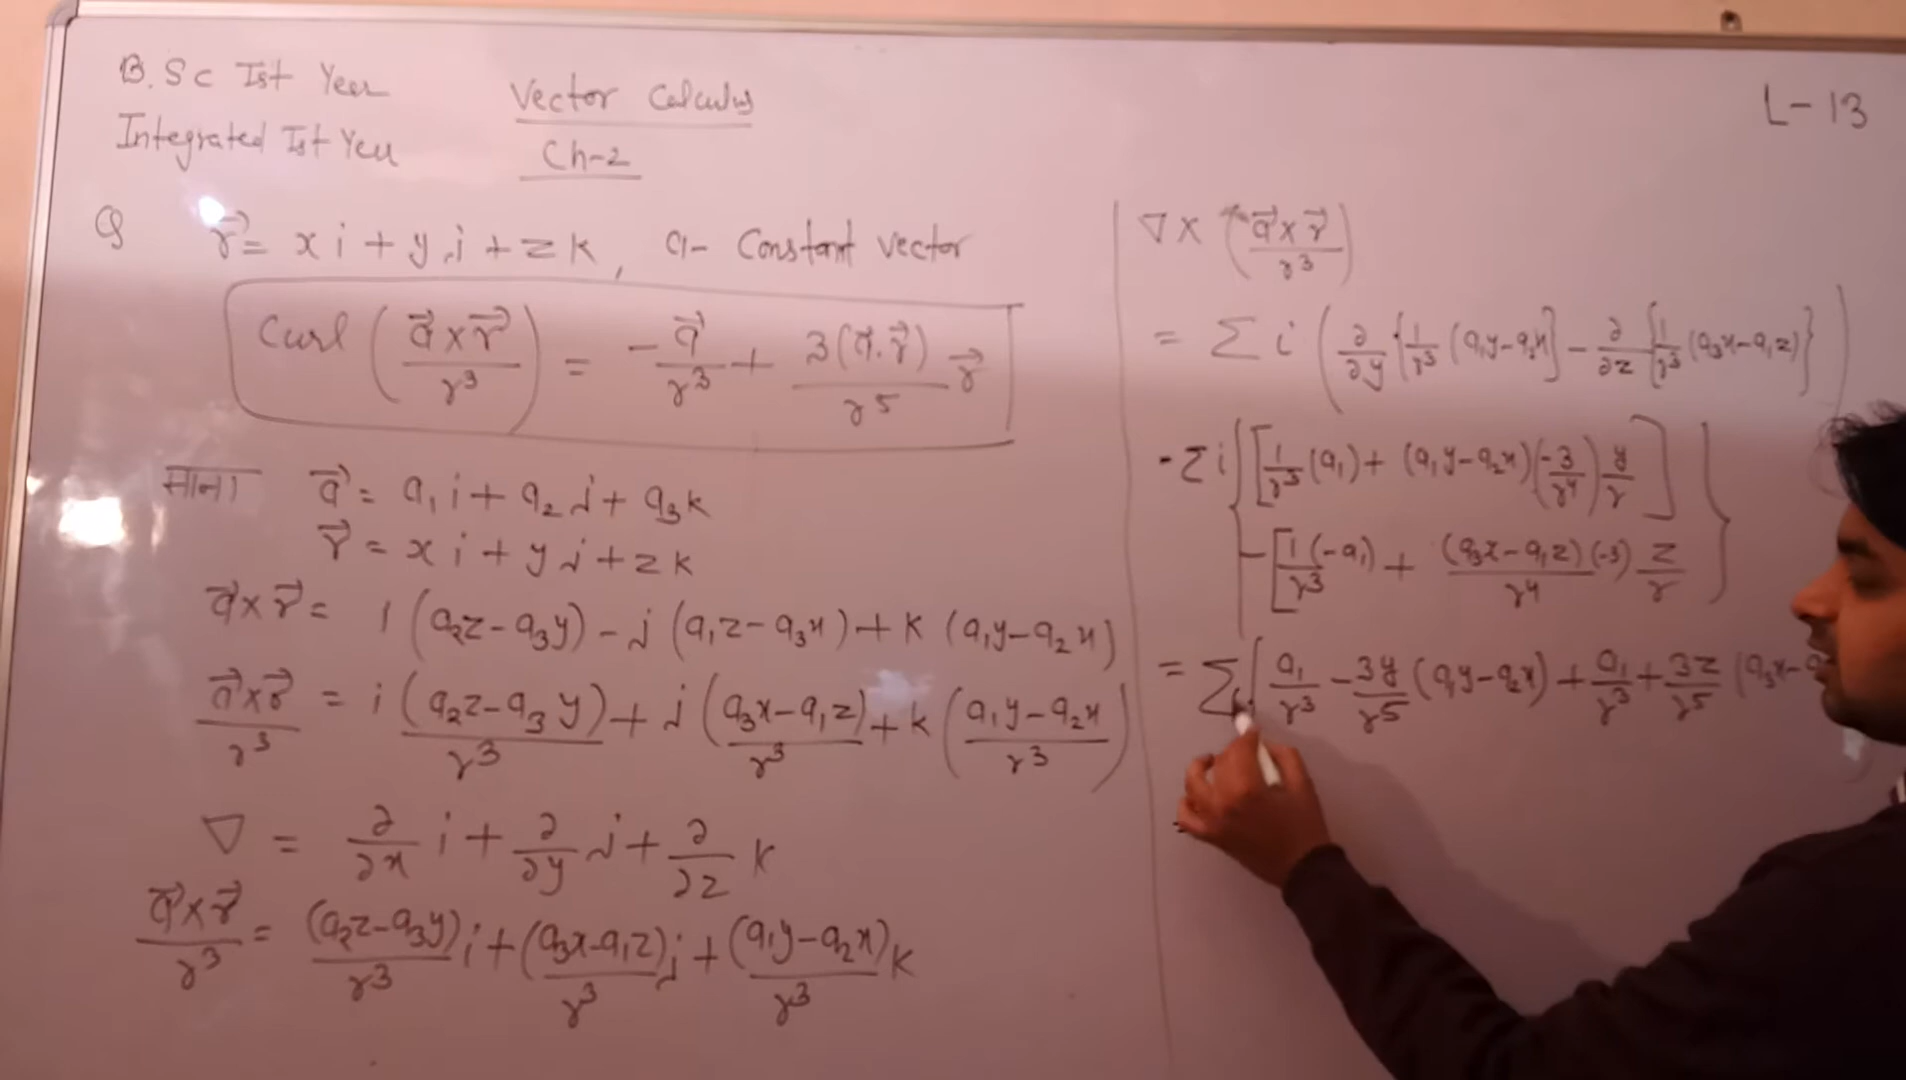 B.Sc Ist Year
Integrated Ist Year
Vector Calculus
Ch-2
L-13
Q r⃗ = x i + y j + z k, a - Constant vector
Curl (a⃗ × r⃗ / r³) = - a⃗ / r³ + 3(a⃗ . r⃗) / r⁵ r⃗
माना a⃗ = a₁ i + a₂ j + a₃ k
r⃗ = x i + y j + z k
a⃗ × r⃗ = i (a₂z - a₃y) - j (a₁z - a₃x) + k (a₁y - a₂x)
a⃗ × r⃗ / r³ = i (a₂z - a₃y / r³) + j (a₃x - a₁z / r³) + k (a₁y - a₂x / r³)
∇ = ∂/∂x i + ∂/∂y j + ∂/∂z k
a⃗ × r⃗ / r³ = (a₂z - a₃y) / r³ i + (a₃x - a₁z) / r³ j + (a₁y - a₂x) / r³ k
∇ × (a⃗ × r⃗ / r³)
= Σ i (∂/∂y {1/r³ (a₁y - a₂x)} - ∂/∂z {1/r³ (a₃x - a₁z)})
= Σ i { [1/r³ (a₁) + (a₁y - a₂x) (-3/r⁴) y/r]
- [1/r³ (-a₁) + (a₃x - a₁z) (-3) / r⁴ z/r }
= Σ ( a₁/r³ - 3y/r⁵ (a₁y - a₂x) + a₁/r³ + 3z/r⁵ (a₃x -